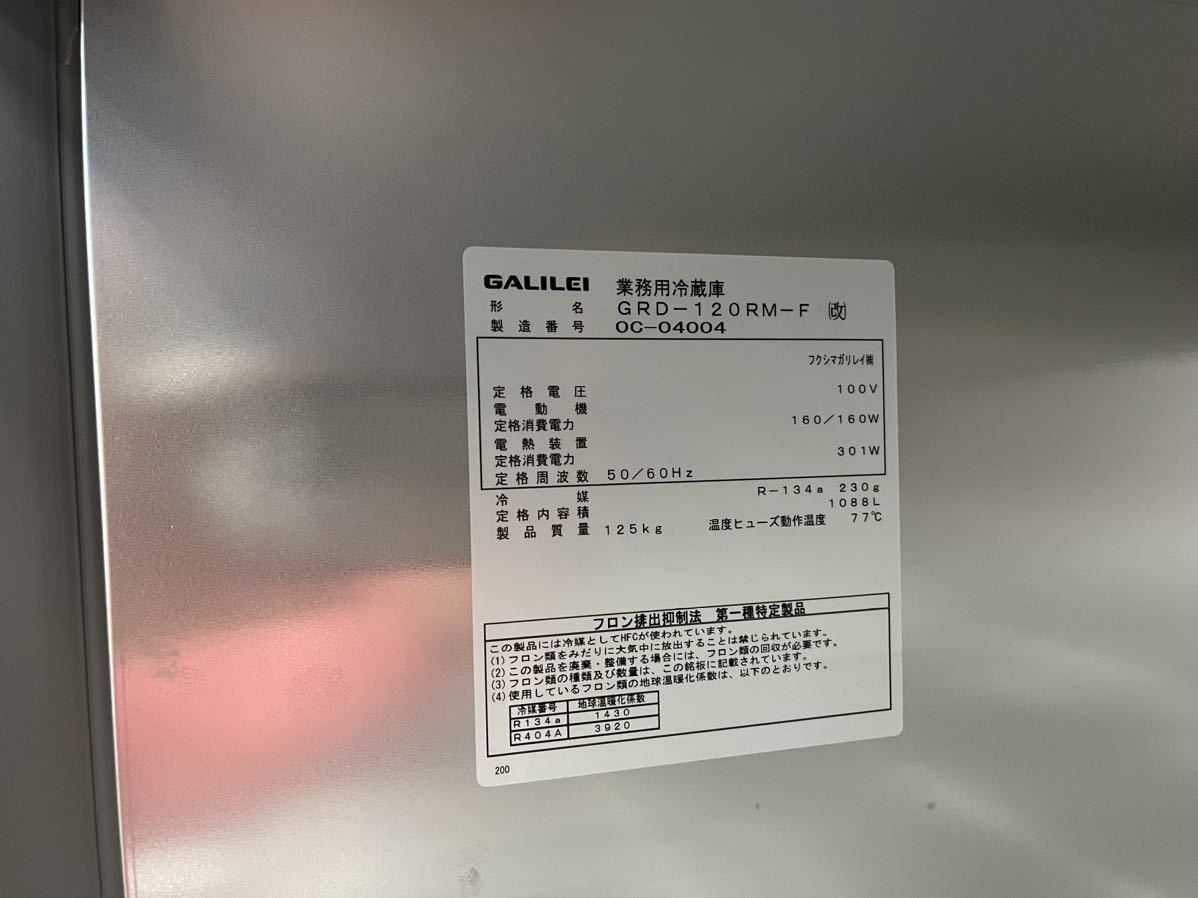 GALILEI 業務用冷蔵庫
形名 GRD-120RM-F ㊑
製造番号 OC-04004
フクシマガリレイ㈱
定格電圧 100V
電動機
定格消費電力 160/160W
電熱装置
定格消費電力 301W
定格周波数 50/60Hz
冷媒 R-134a 230g
定格内容積 1088L
製品質量 125kg 温度ヒューズ動作温度 77℃
フロン排出抑制法 第一種特定製品
この製品には冷媒としてHFCが使われています。
(1) フロン類をみだりに大気中に放出することは禁じられています。
(2) この製品を廃棄・整備する場合には、フロン類の回収が必要です。
(3) フロン類の種類及び数量は、この銘板に記載されています。
(4) 使用しているフロン類の地球温暖化係数は、以下のとおりです。
冷媒番号 地球温暖化係数
R134a 1430
R404A 3920
200